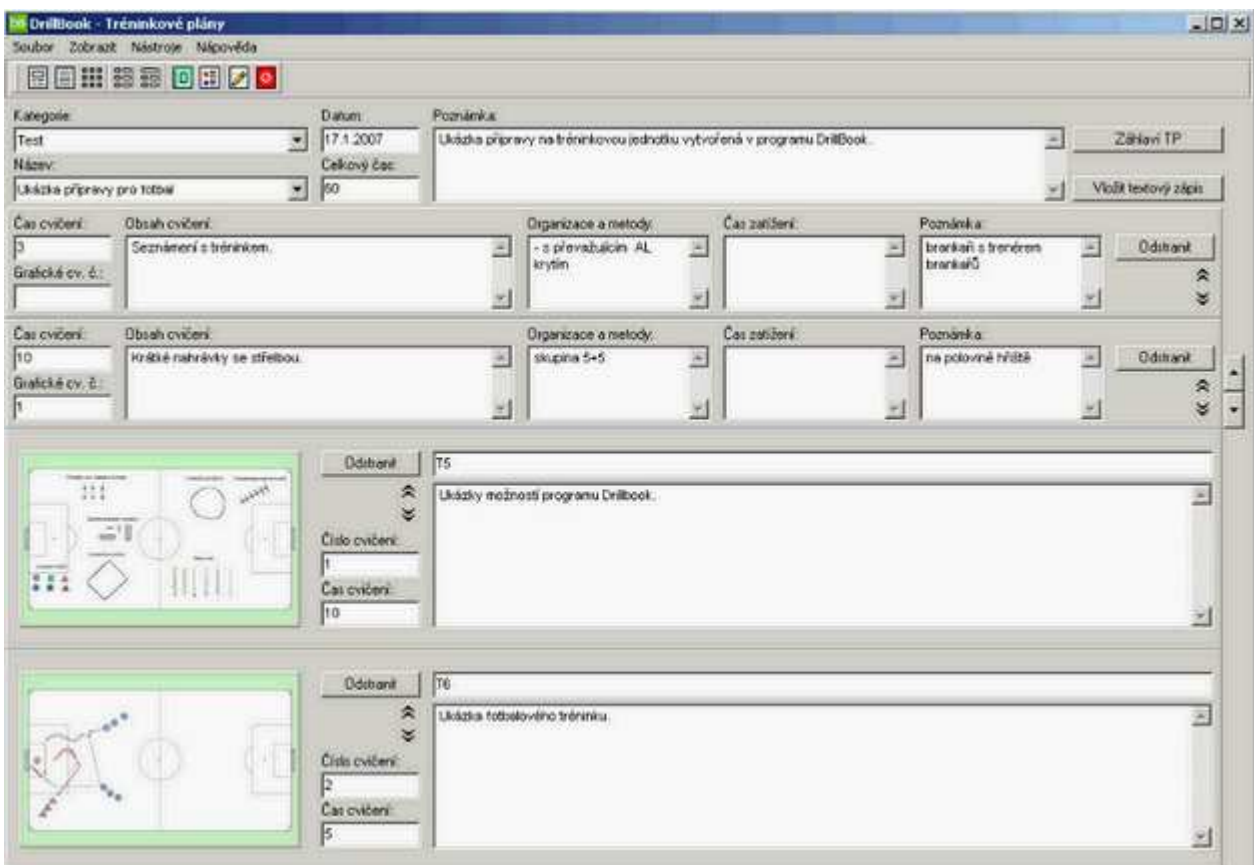 DrillBook - Tréninkové plány
Soubor Zobrazit Nástroje Nápověda
Kategorie: Datum: Poznámka:
Test 17.1.2007 Ukázka přípravy na tréninkovou jednotku vytvořená v programu DrillBook. Záhlaví TP
Název: Celkový čas:
Ukázka přípravy pro fotbal 60 Vložit textový zápis
Čas cvičení: Obsah cvičení: Organizace a metody: Čas zatížení: Poznámka:
3 Seznámení s tréninkem. - s převažujícím AL brankaři s trenérem Odstranit
Grafické cv. č.: krytím brankařů
Čas cvičení: Obsah cvičení: Organizace a metody: Čas zatížení: Poznámka:
10 Krátké nahrávky se střelbou. skupina 5+5 na polovině hřiště Odstranit
Grafické cv. č.:
1
Odstranit T5
Ukázky možností programu Drillbook.
Číslo cvičení:
1
Čas cvičení:
10
Odstranit T6
Ukázka fotbalového tréninku.
Číslo cvičení:
2
Čas cvičení:
5